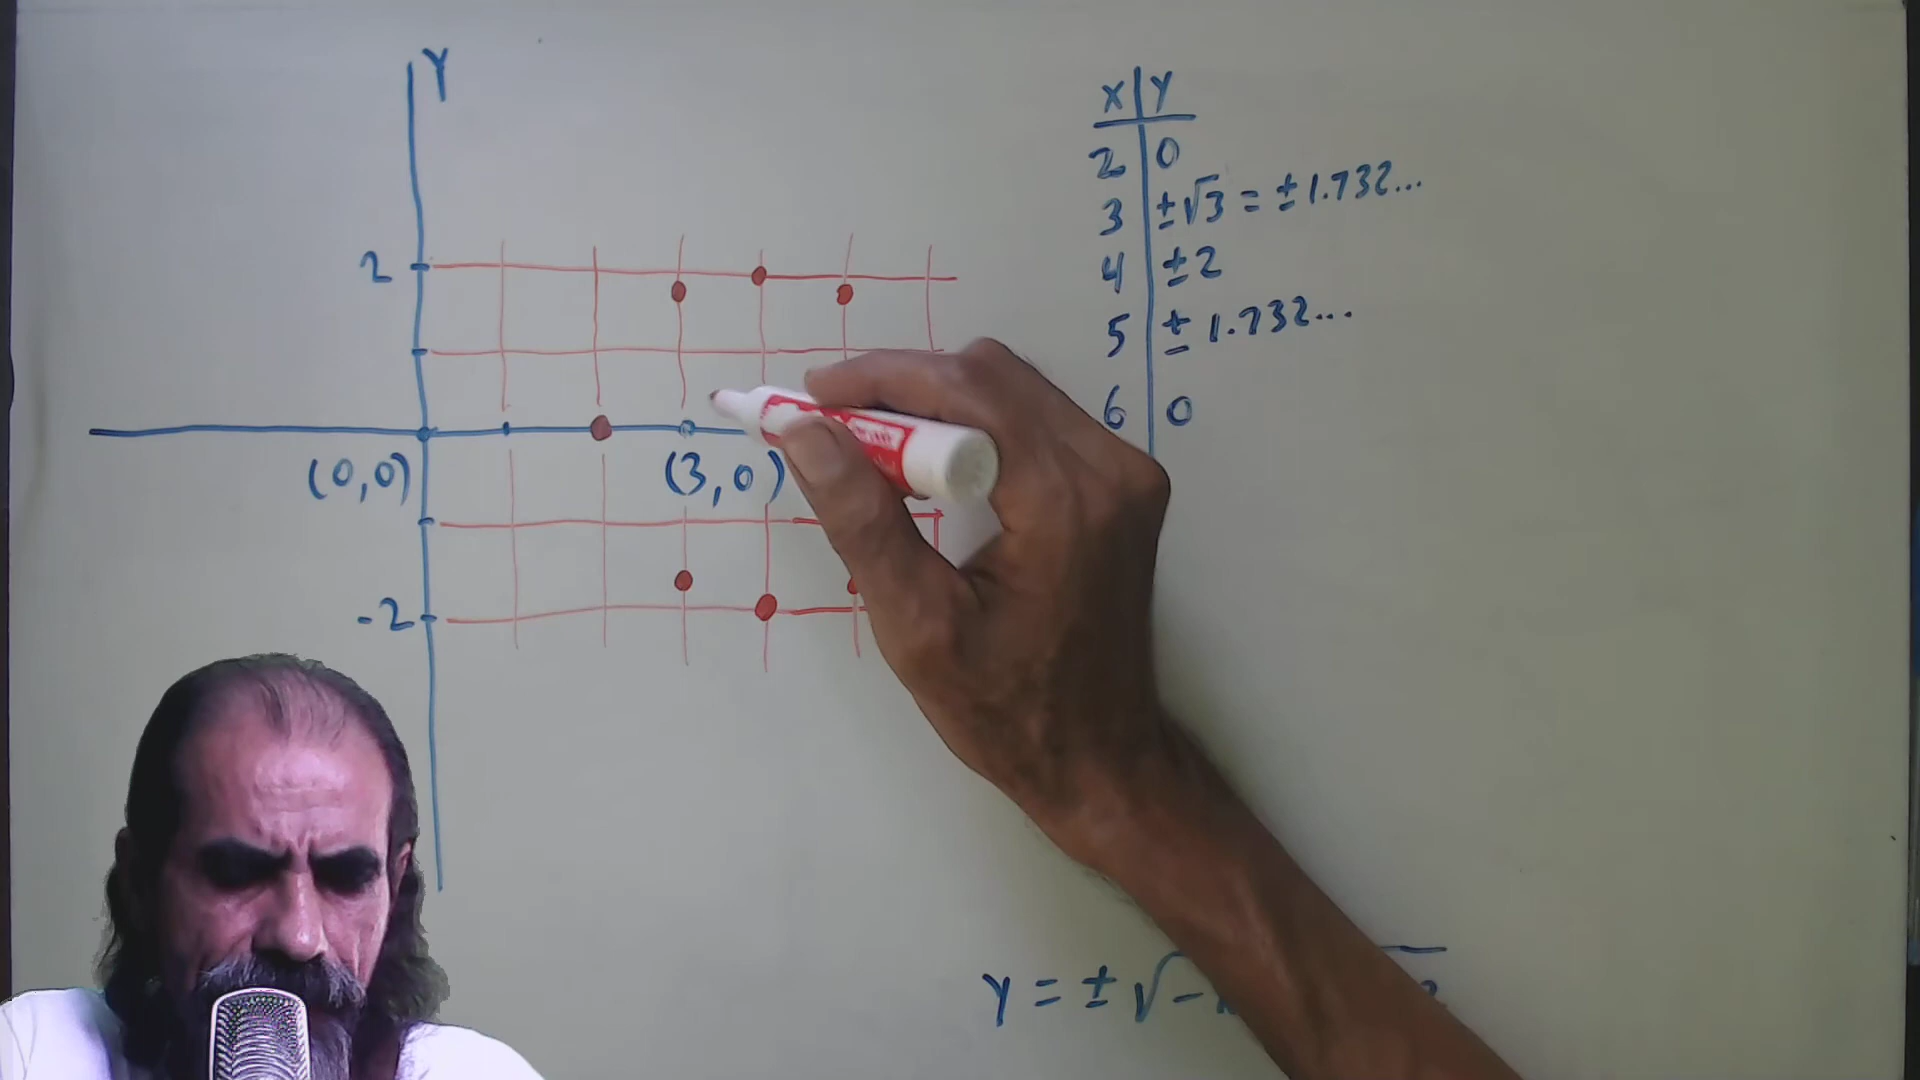 Y
2
(0,0)
(3,0)
-2
X Y
2 0
3 ±√3 = ±1.732...
4 ±2
5 ±1.732...
6 0
Y = ±√-
2